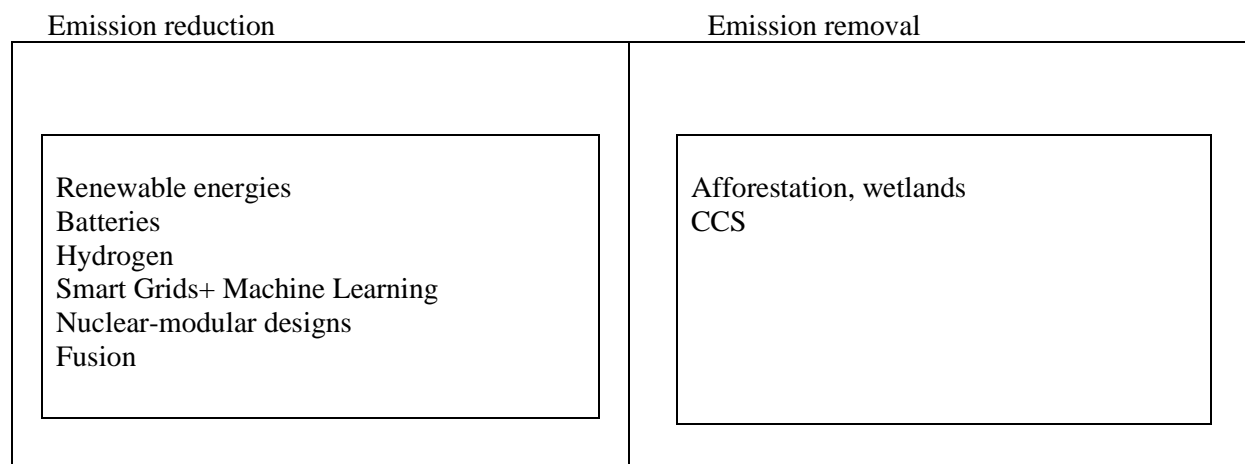 Emission reduction
Emission removal
Renewable energies
Batteries
Hydrogen
Smart Grids+ Machine Learning
Nuclear-modular designs
Fusion
Afforestation, wetlands
CCS